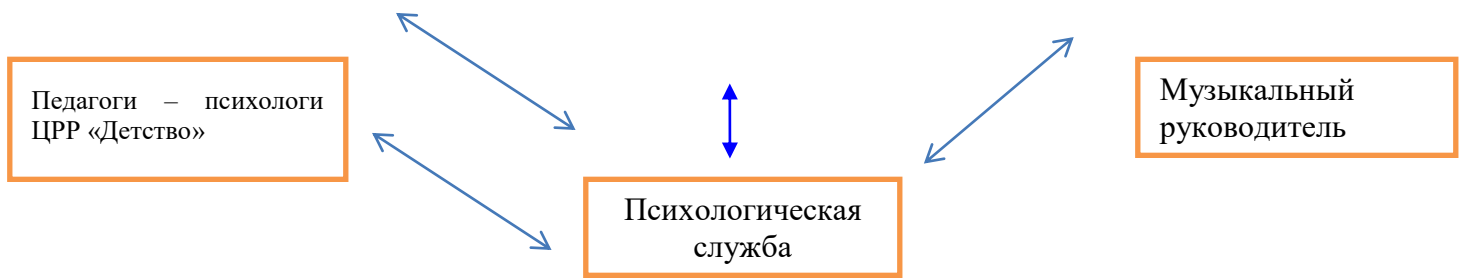 Педагоги – психологи
ЦРР «Детство»
Музыкальный
руководитель
Психологическая
служба